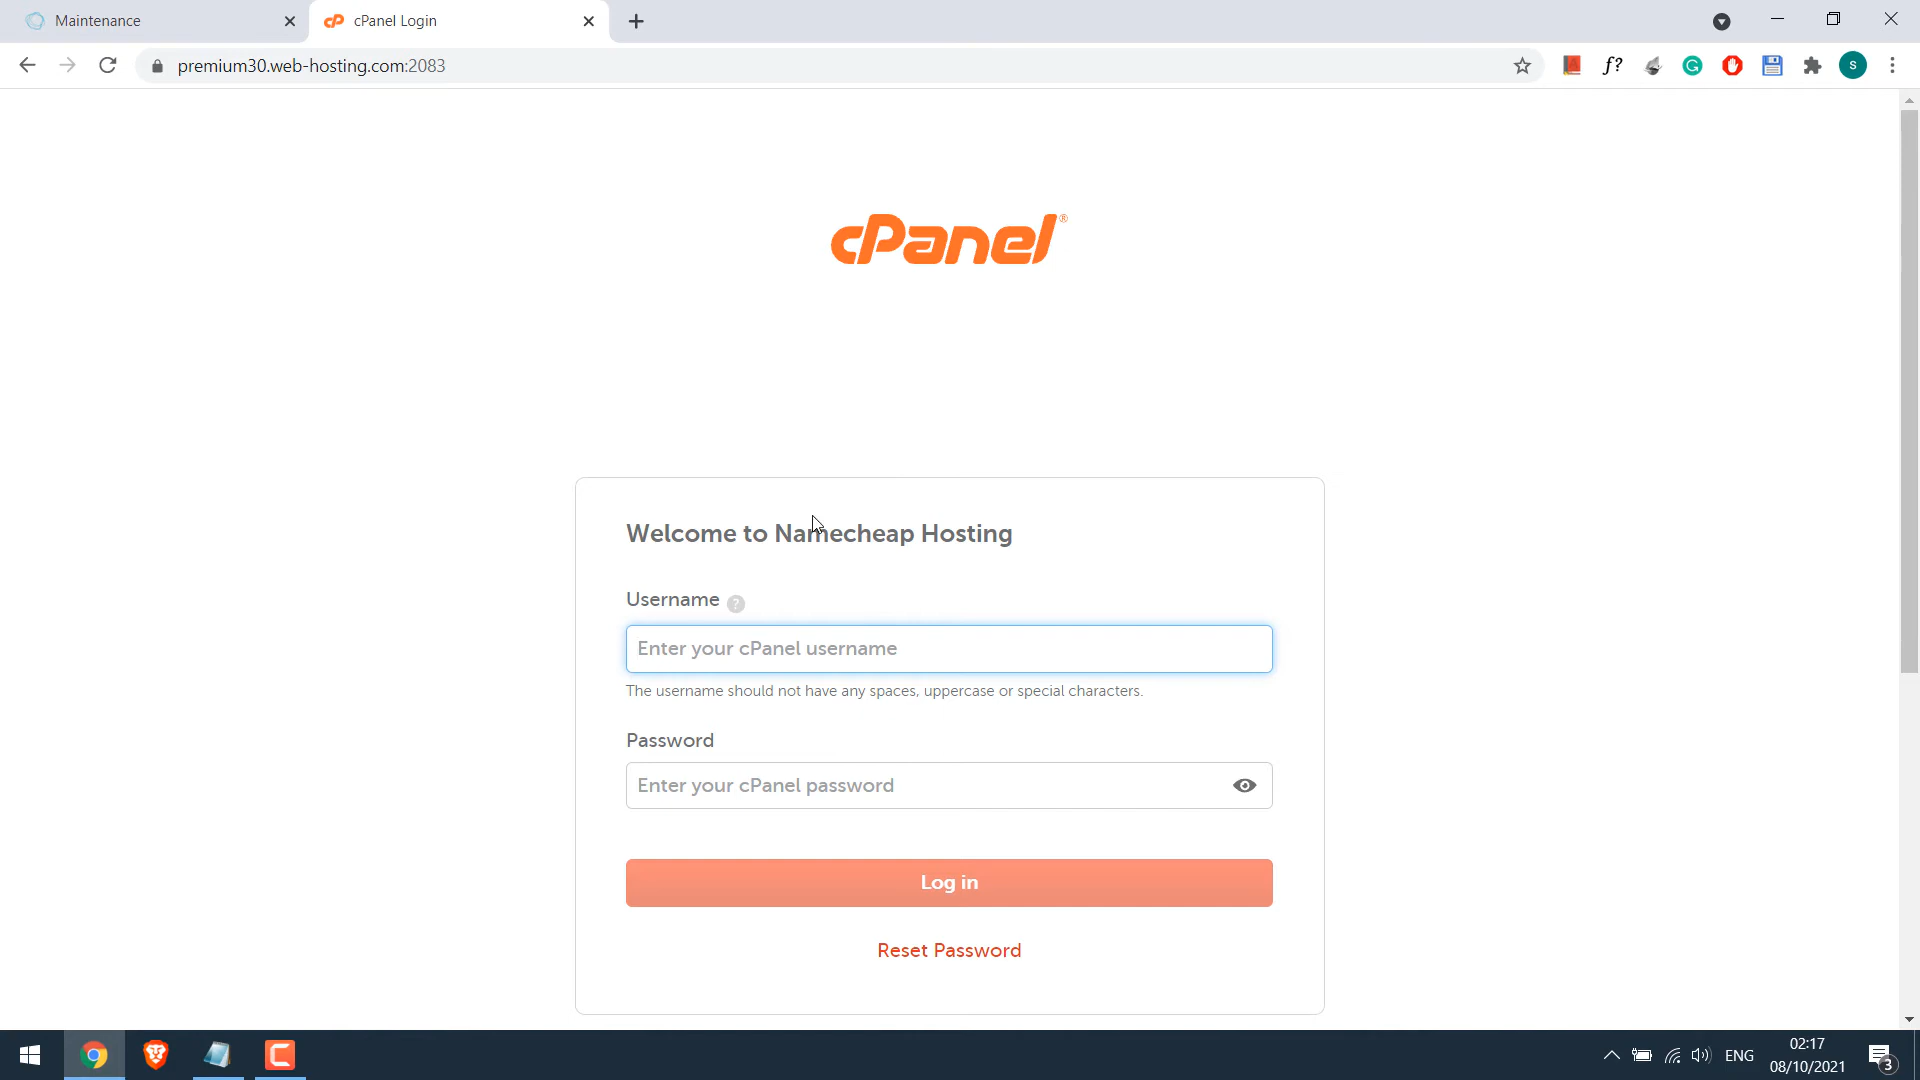 Maintenance
cPanel Login
premium30.web-hosting.com:2083
f?
S
cPanel®
Welcome to Namecheap Hosting
Username ?
Enter your cPanel username
The username should not have any spaces, uppercase or special characters.
Password
Enter your cPanel password
Log in
Reset Password
ENG
02:17
08/10/2021
3